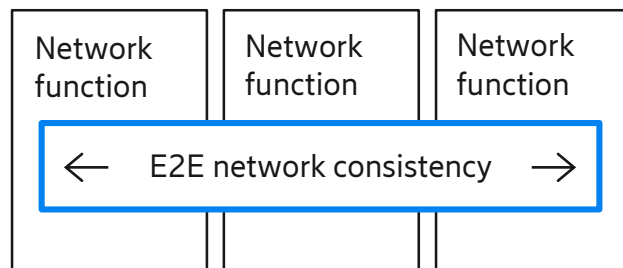 Network
function
Network
function
Network
function
E2E network consistency